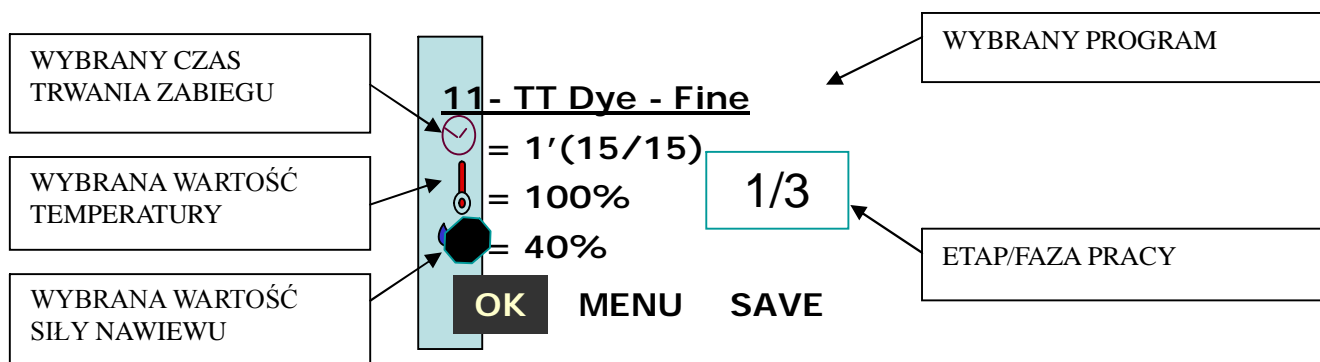 WYBRANY CZAS
TRWANIA ZABIEGU
WYBRANA WARTOŚĆ
TEMPERATURY
WYBRANA WARTOŚĆ
SIŁY NAWIEWU
11- TT Dye - Fine
= 1’(15/15)
= 100%
= 40%
1/3
OK MENU SAVE
WYBRANY PROGRAM
ETAP/FAZA PRACY